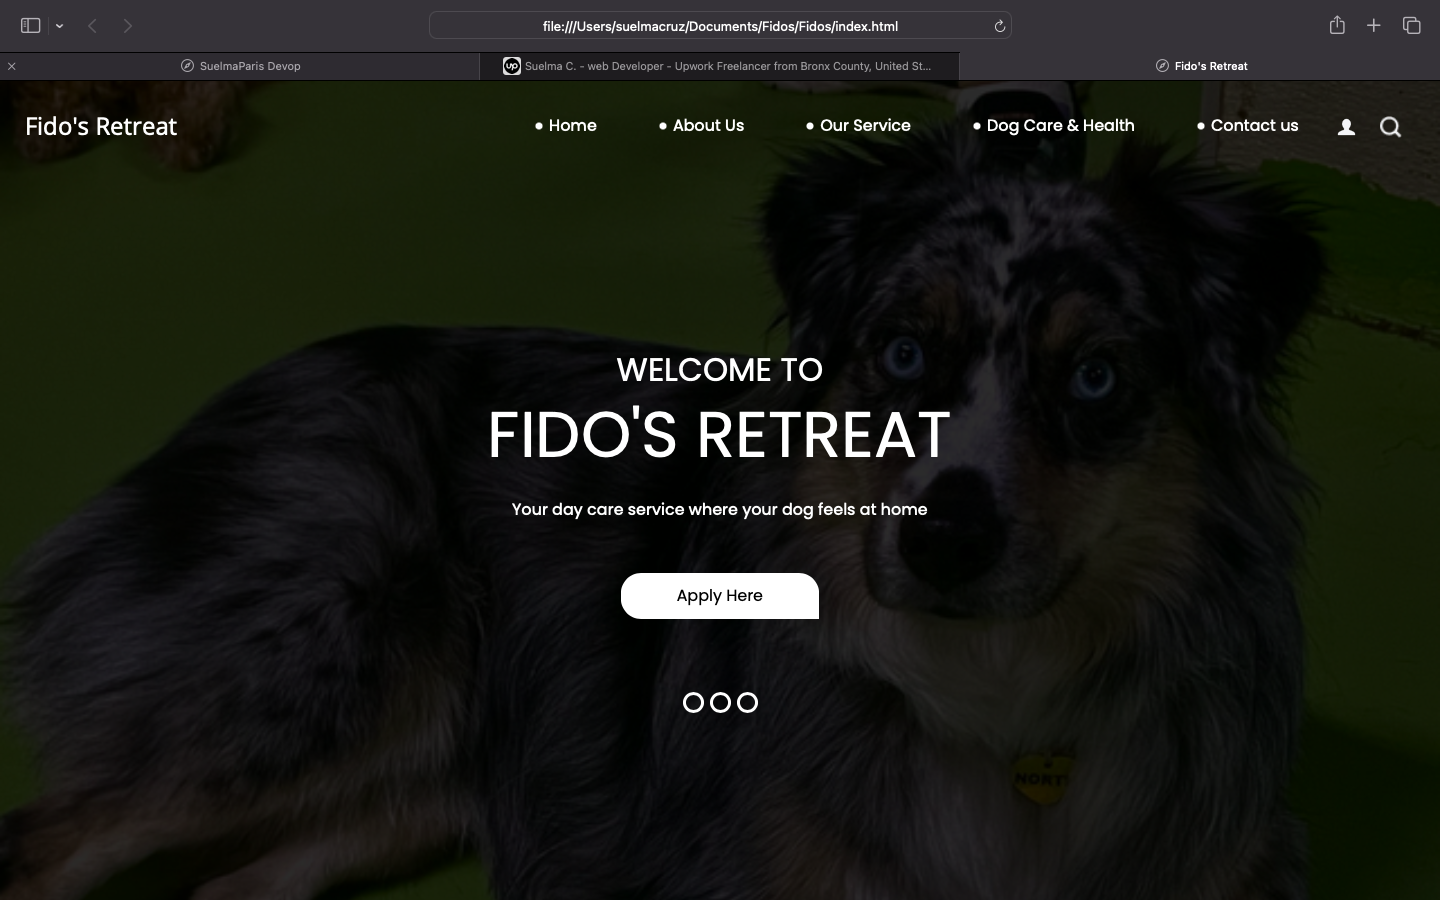 file:///Users/suelmacruz/Documents/Fidos/Fidos/index.html
SuelmaParis Devop
up Suelma C. - web Developer - Upwork Freelancer from Bronx County, United St...
Fido's Retreat
Fido's Retreat
• Home • About Us • Our Service • Dog Care & Health • Contact us
WELCOME TO
FIDO'S RETREAT
Your day care service where your dog feels at home
Apply Here
NORT